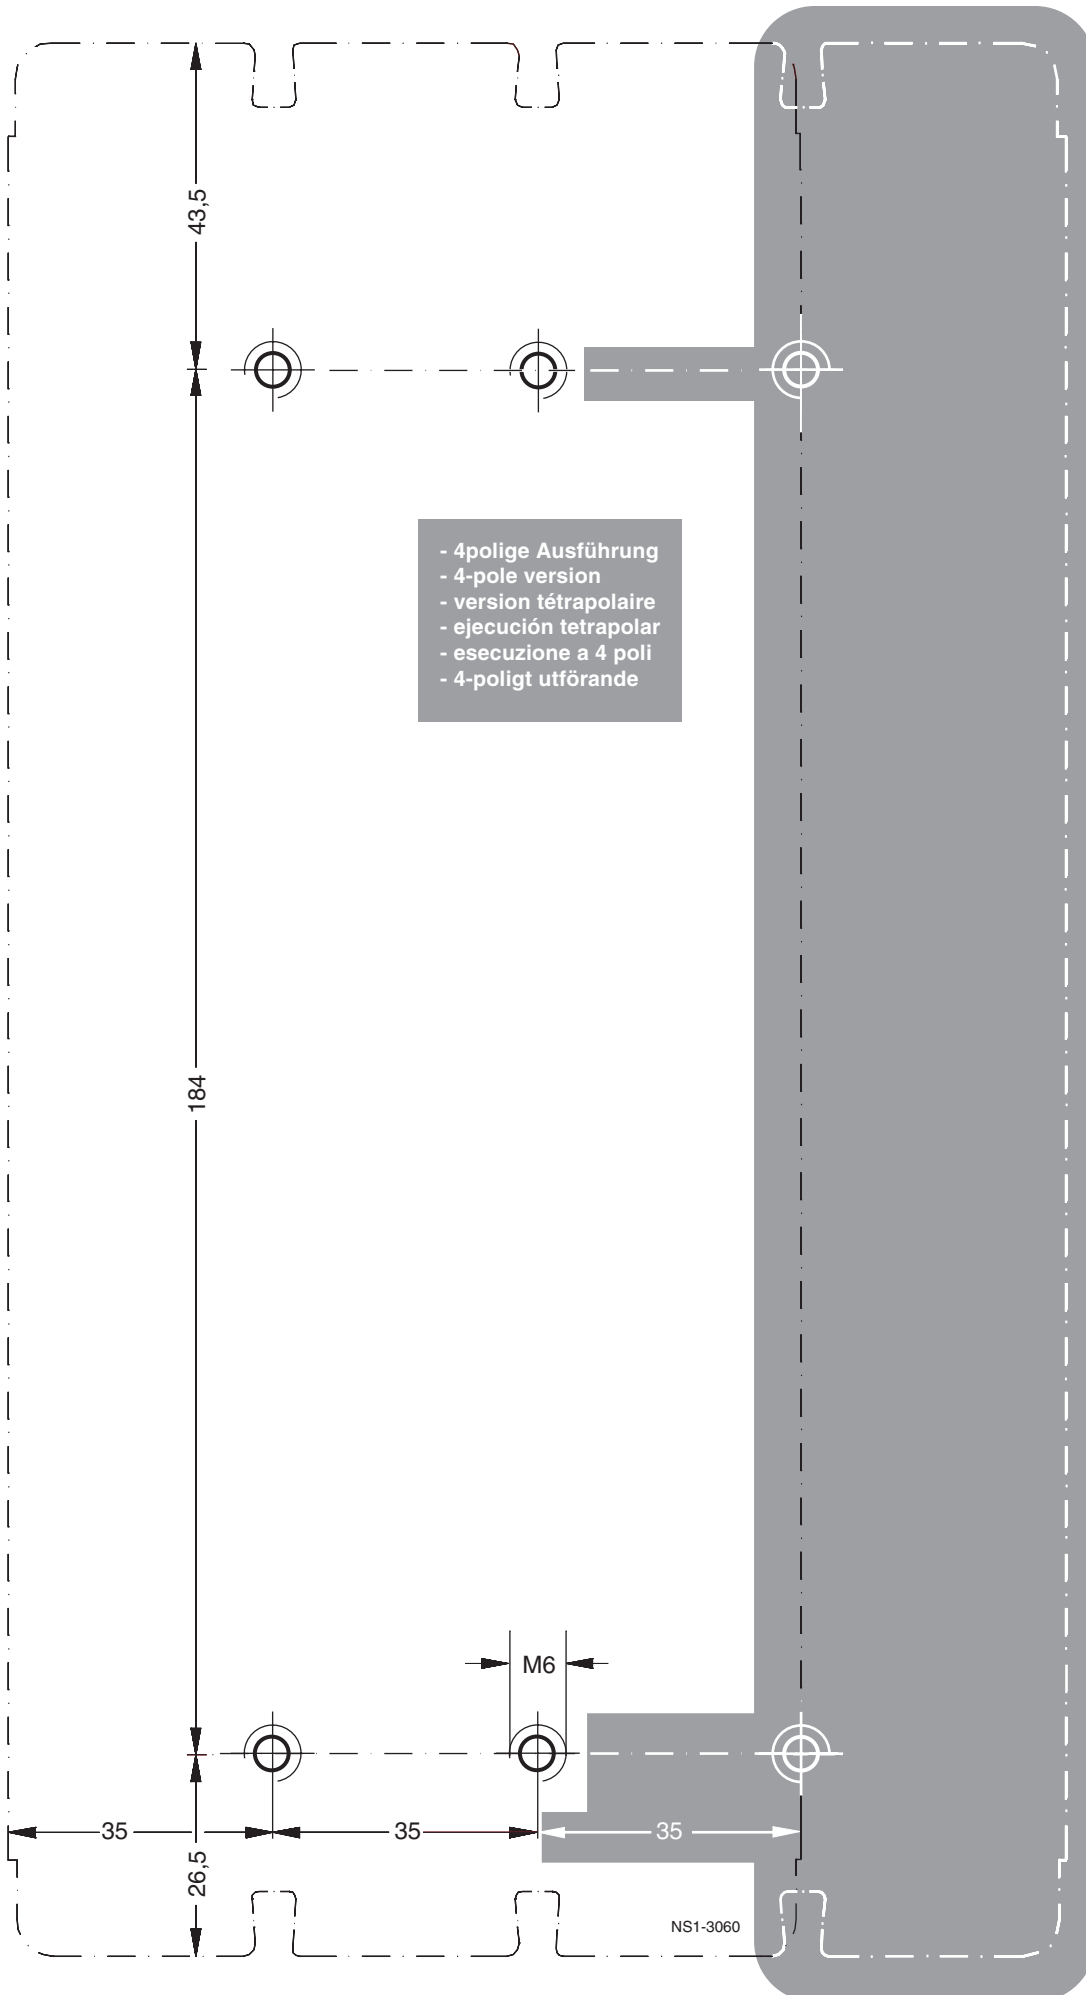 43,5
- 4polige Ausführung
- 4-pole version
- version tétrapolaire
- ejecución tetrapolar
- esecuzione a 4 poli
- 4-poligt utförande
184
M6
35
35
35
26,5
NS1-3060